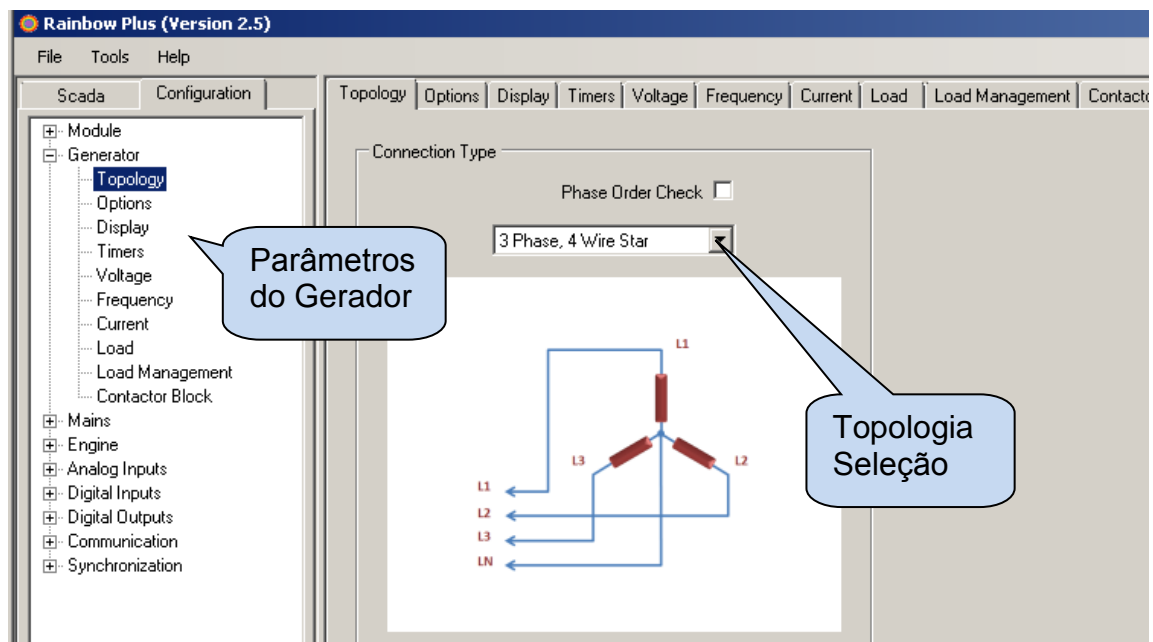 Rainbow Plus (Version 2.5)
File Tools Help
Scada Configuration
Topology Options Display Timers Voltage Frequency Current Load Load Management Contacto
Module
Generator
Topology
Options
Display
Timers
Voltage
Frequency
Current
Load
Load Management
Contactor Block
Mains
Engine
Analog Inputs
Digital Inputs
Digital Outputs
Communication
Synchronization
Parâmetros
do Gerador
Connection Type
Phase Order Check
3 Phase, 4 Wire Star
L1
L3
L2
L1
L2
L3
LN
Topologia
Seleção